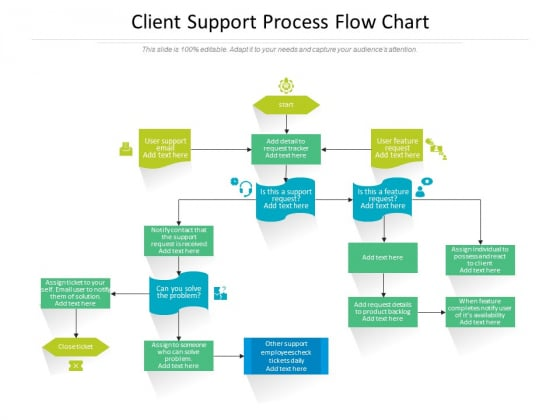 Client Support Process Flow Chart
This slide is 100% editable. Adapt it to your needs and capture your audience's attention.
start
User support
email
Add text here
Add detail to
request tracker
Add text here
User feature
request
Add text here
Is this a support
request?
Add text here
Is this a feature
request?
Add text here
Notify contact that
the support
request is received
Add text here
Add text here
Assign individual to
possess and react
to client
Add text here
Assign ticket to your
self. Email user to notify
them of solution.
Add text here
Can you solve
the problem?
Add request details
to product backlog
Add text here
When feature
completes notify user
of it's availability
Add text here
Close ticket
Assign to someone
who can solve
problem.
Add text here
Other support
employees check
tickets daily
Add text here